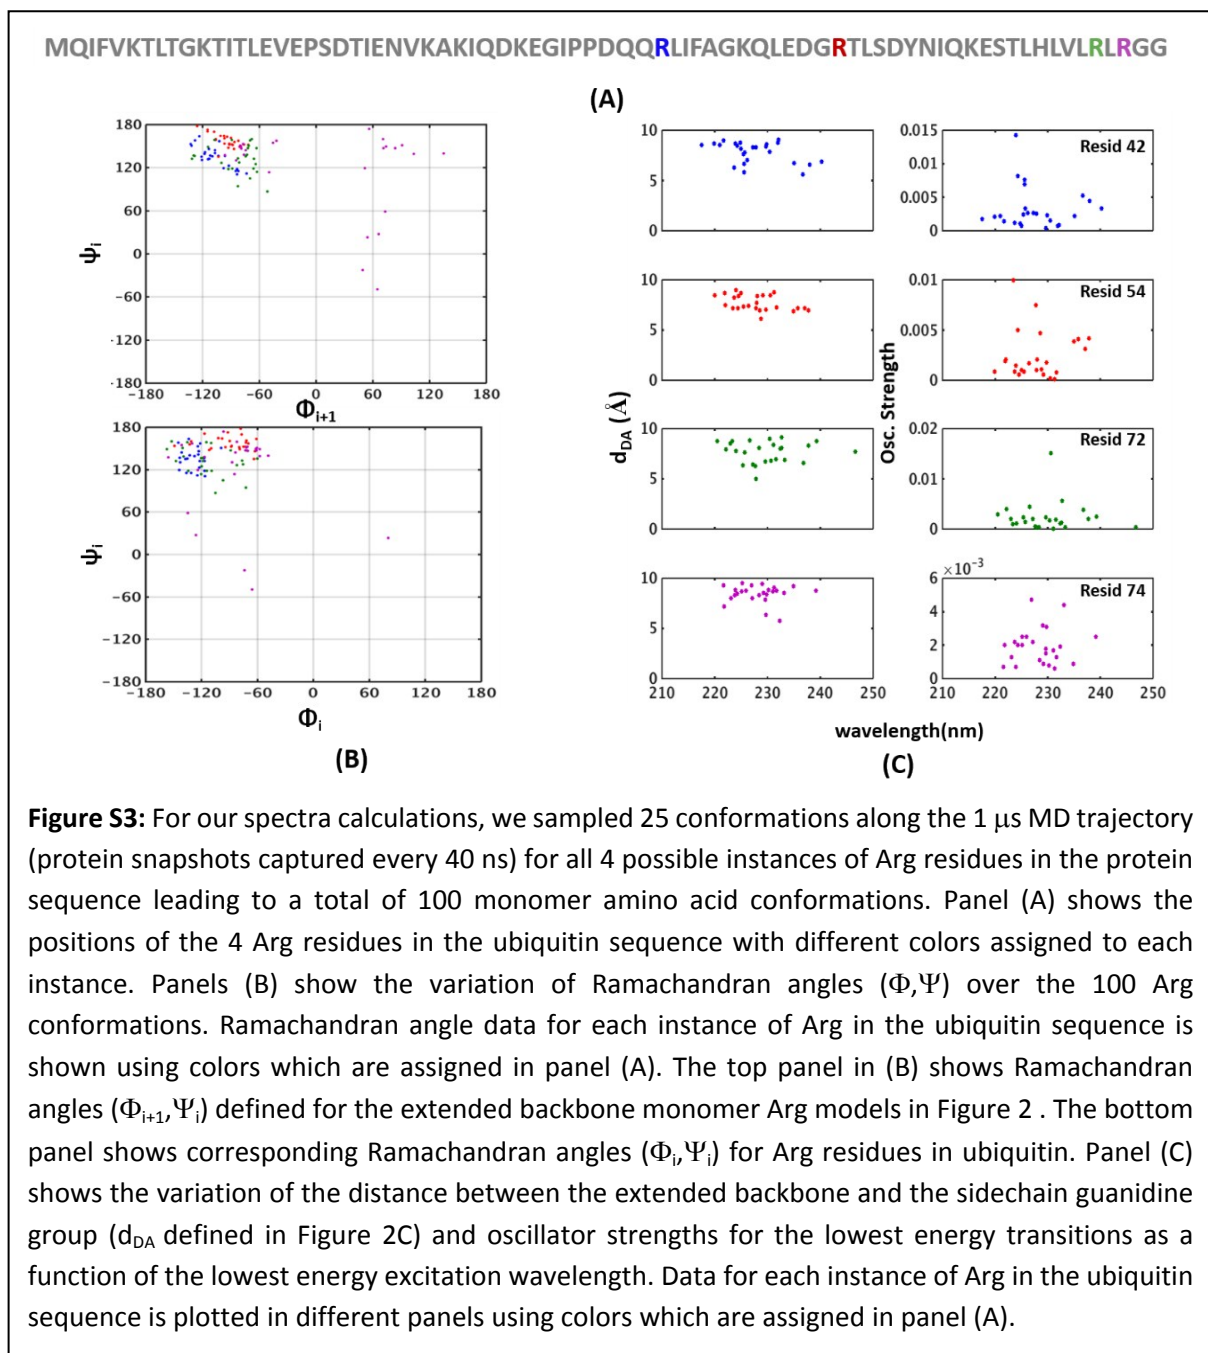 MQIFVKTLTGKTITLEVEPSDTIENVKAKIQDKEGIPPDQQRLIFAGKQLEDGRTLSDYNIQKESTLHLVLRLRGG
(A)
180
120
60
0
-60
-120
-180
ψi
-180 -120 -60 0 60 120 180
Φi+1
180
120
60
0
-60
-120
-180
ψi
-180 -120 -60 0 60 120 180
Φi
(B)
10
5
0
0.015
0.01
0.005
0
Resid 42
10
5
0
0.01
0.005
0
Resid 54
10
5
0
0.02
0.01
0
Resid 72
10
5
0
×10⁻³
6
4
2
0
Resid 74
dDA (Å)
Osc. Strength
210 220 230 240 250
210 220 230 240 250
wavelength(nm)
(C)
Figure S3: For our spectra calculations, we sampled 25 conformations along the 1 μs MD trajectory
(protein snapshots captured every 40 ns) for all 4 possible instances of Arg residues in the protein
sequence leading to a total of 100 monomer amino acid conformations. Panel (A) shows the
positions of the 4 Arg residues in the ubiquitin sequence with different colors assigned to each
instance. Panels (B) show the variation of Ramachandran angles (Φ,Ψ) over the 100 Arg
conformations. Ramachandran angle data for each instance of Arg in the ubiquitin sequence is
shown using colors which are assigned in panel (A). The top panel in (B) shows Ramachandran
angles (Φi+1,Ψi) defined for the extended backbone monomer Arg models in Figure 2 . The bottom
panel shows corresponding Ramachandran angles (Φi,Ψi) for Arg residues in ubiquitin. Panel (C)
shows the variation of the distance between the extended backbone and the sidechain guanidine
group (dDA defined in Figure 2C) and oscillator strengths for the lowest energy transitions as a
function of the lowest energy excitation wavelength. Data for each instance of Arg in the ubiquitin
sequence is plotted in different panels using colors which are assigned in panel (A).